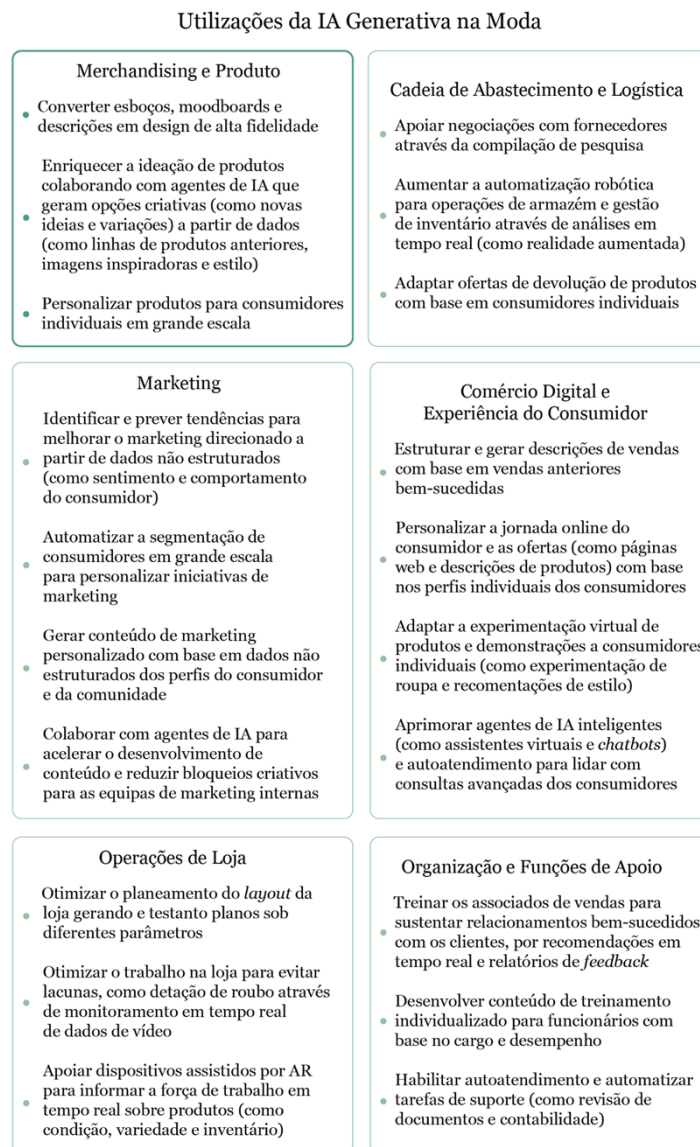 Utilizações da IA Generativa na Moda
Merchandising e Produto
Converter esboços, moodboards e
descrições em design de alta fidelidade
Enriquecer a ideação de produtos
colaborando com agentes de IA que
geram opções criativas (como novas
ideias e variações) a partir de dados
(como linhas de produtos anteriores,
imagens inspiradoras e estilo)
Personalizar produtos para consumidores
individuais em grande escala
Cadeia de Abastecimento e Logística
Apoiar negociações com fornecedores
através da compilação de pesquisa
Aumentar a automatização robótica
para operações de armazém e gestão
de inventário através de análises em
tempo real (como realidade aumentada)
Adaptar ofertas de devolução de produtos
com base em consumidores individuais
Marketing
Identificar e prever tendências para
melhorar o marketing direcionado a
partir de dados não estruturados
(como sentimento e comportamento
do consumidor)
Automatizar a segmentação de
consumidores em grande escala
para personalizar iniciativas de
marketing
Gerar conteúdo de marketing
personalizado com base em dados não
estruturados dos perfis do consumidor
e da comunidade
Colaborar com agentes de IA para
acelerar o desenvolvimento de
conteúdo e reduzir bloqueios criativos
para as equipas de marketing internas
Comércio Digital e
Experiência do Consumidor
Estruturar e gerar descrições de vendas
com base em vendas anteriores
bem-sucedidas
Personalizar a jornada online do
consumidor e as ofertas (como páginas
web e descrições de produtos) com base
nos perfis individuais dos consumidores
Adaptar a experimentação virtual de
produtos e demonstrações a consumidores
individuais (como experimentação de
roupa e recomentações de estilo)
Aprimorar agentes de IA inteligentes
(como assistentes virtuais e chatbots)
e autoatendimento para lidar com
consultas avançadas dos consumidores
Operações de Loja
Otimizar o planeamento do layout da
loja gerando e testanto planos sob
diferentes parâmetros
Otimizar o trabalho na loja para evitar
lacunas, como detação de roubo através
de monitoramento em tempo real
de dados de vídeo
Apoiar dispositivos assistidos por AR
para informar a força de trabalho em
tempo real sobre produtos (como
condição, variedade e inventário)
Organização e Funções de Apoio
Treinar os associados de vendas para
sustentar relacionamentos bem-sucedidos
com os clientes, por recomendações em
tempo real e relatórios de feedback
Desenvolver conteúdo de treinamento
individualizado para funcionários com
base no cargo e desempenho
Habilitar autoatendimento e automatizar
tarefas de suporte (como revisão de
documentos e contabilidade)